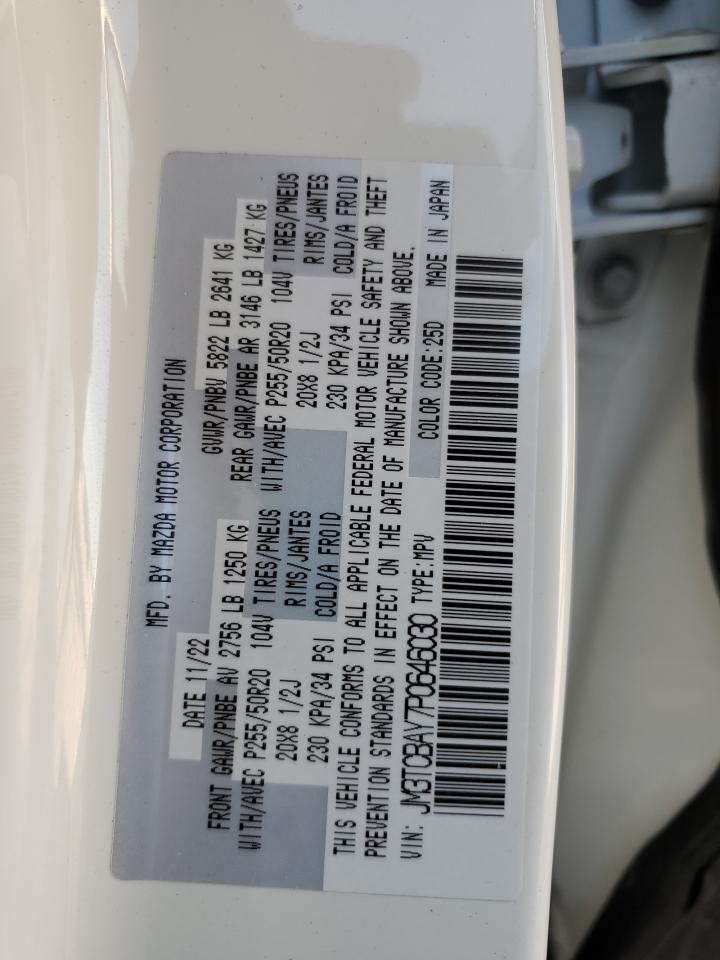 MFD. BY MAZDA MOTOR CORPORATION
DATE 11/22 GVWR/PNBV 5822 LB 2641 KG
FRONT GAWR/PNBE AV 2756 LB 1250 KG REAR GAWR/PNBE AR 3146 LB 1427 KG
WITH/AVEC P255/50R20 104V TIRES/PNEUS WITH/AVEC P255/50R20 104V TIRES/PNEUS
20X8 1/2J RIMS/JANTES 20X8 1/2J RIMS/JANTES
230 KPA/34 PSI COLD/A FROID 230 KPA/34 PSI COLD/A FROID
THIS VEHICLE CONFORMS TO ALL APPLICABLE FEDERAL MOTOR VEHICLE SAFETY AND THEFT
PREVENTION STANDARDS IN EFFECT ON THE DATE OF MANUFACTURE SHOWN ABOVE.
VIN: JM3TCBAY7P0646030 TYPE:MPV COLOR CODE:25D MADE IN JAPAN